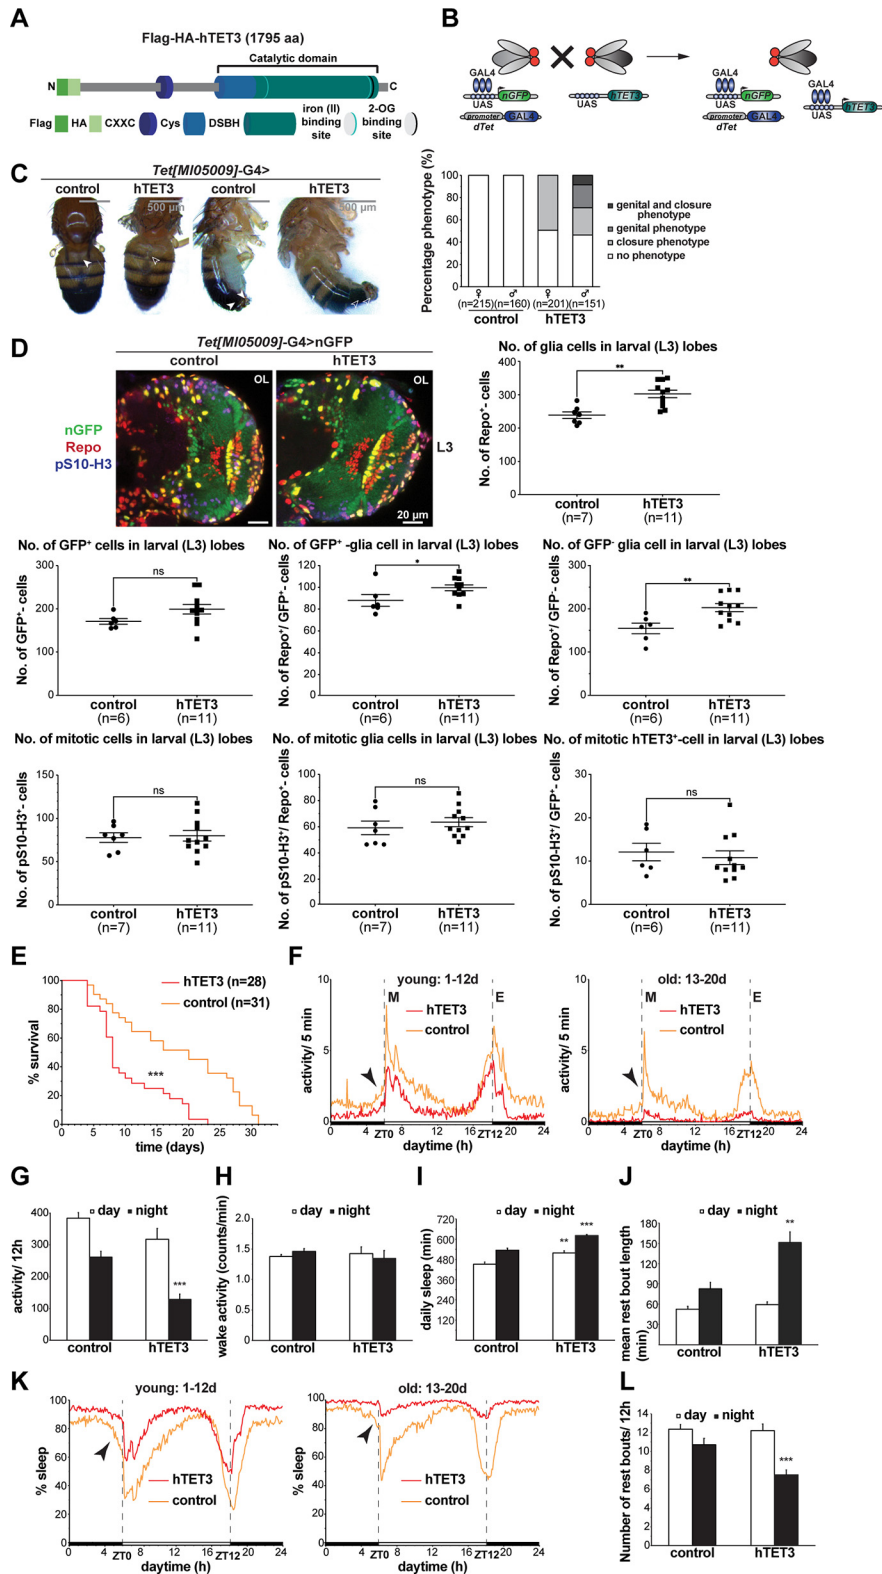 A
Flag-HA-hTET3 (1795 aa)
Catalytic domain
N
C
Flag HA CXXC Cys DSBH iron (II) binding site 2-OG binding site
B
GAL4
UAS nGFP
promoter GAL4
dTet
UAS hTET3
GAL4
UAS nGFP
promoter GAL4
dTet
GAL4
UAS hTET3
C
Tet[MI05009]-G4>
control hTET3 control hTET3
500 µm 500 µm
Percentage phenotype (%)
100
80
60
40
20
0
♀ ♂ ♀ ♂
(n=215)(n=160) (n=201)(n=151)
control hTET3
genital and closure phenotype
genital phenotype
closure phenotype
no phenotype
D
Tet[MI05009]-G4>nGFP
control hTET3
OL OL
nGFP
Repo
pS10-H3
L3
20 µm
No. of glia cells in larval (L3) lobes
No. of Repo⁺- cells
400
300
200
100
0
**
control hTET3
(n=7) (n=11)
No. of GFP⁺ cells in larval (L3) lobes
No. of GFP⁺- cells
300
200
100
0
ns
control hTET3
(n=6) (n=11)
No. of GFP⁺ -glia cell in larval (L3) lobes
No. of Repo⁺/ GFP⁺- cells
120
100
80
60
40
20
0
*
control hTET3
(n=6) (n=11)
No. of GFP⁻ glia cell in larval (L3) lobes
No. of Repo⁺/ GFP⁻- cells
300
200
100
0
**
control hTET3
(n=6) (n=11)
No. of mitotic cells in larval (L3) lobes
No. of pS10-H3⁺- cells
150
100
50
0
ns
control hTET3
(n=7) (n=11)
No. of mitotic glia cells in larval (L3) lobes
No. of pS10-H3⁺/ Repo⁺- cells
100
80
60
40
20
0
ns
control hTET3
(n=7) (n=11)
No. of mitotic hTET3⁺-cell in larval (L3) lobes
No. of pS10-H3⁺/ GFP⁺- cells
30
20
10
0
ns
control hTET3
(n=6) (n=11)
E
% survival
100
80
60
40
20
0
hTET3 (n=28)
control (n=31)
***
0 5 10 15 20 25 30 35
time (days)
F
young: 1-12d
activity/ 5 min
10
5
0
M E
hTET3
control
0 4 ZT0 8 ZT12 16 20 24
daytime (h)
old: 13-20d
activity/ 5 min
10
5
0
M E
hTET3
control
0 4 ZT0 8 12 16 ZT12 20 24
daytime (h)
G
day night
activity/ 12h
400
300
200
100
0
***
control hTET3
H
day night
wake activity (counts/min)
2.0
1.5
1.0
0.5
0
control hTET3
I
day night
daily sleep (min)
720
600
480
360
240
120
** ***
control hTET3
J
day night
mean rest bout length (min)
180
150
120
90
60
30
**
control hTET3
K
young: 1-12d
% sleep
100
80
60
40
20
0
hTET3
control
0 4 ZT0 8 12 16 ZT12 20 24
daytime (h)
old: 13-20d
% sleep
100
80
60
40
20
0
hTET3
control
0 4 ZT0 8 12 16 ZT12 20 24
daytime (h)
L
day night
Number of rest bouts/ 12h
14
12
10
8
6
4
2
0
***
control hTET3